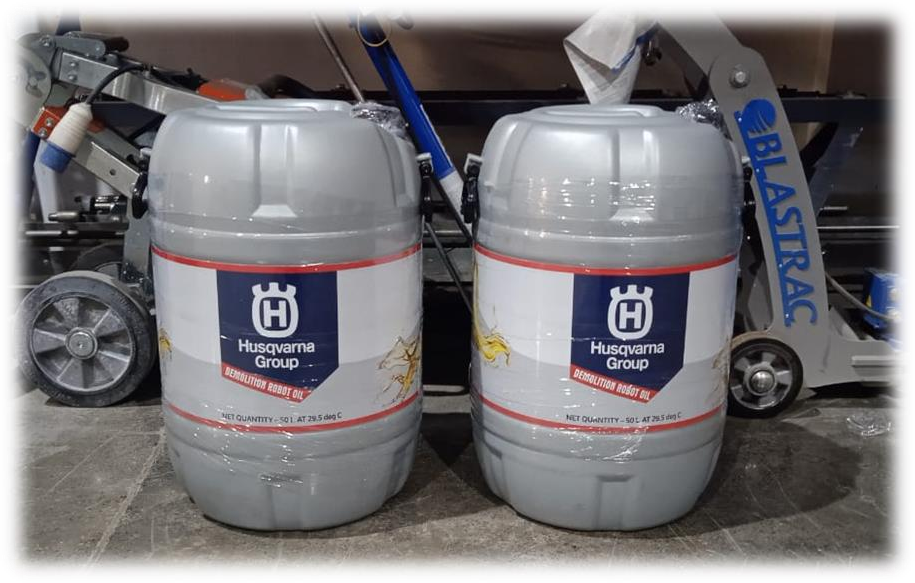 H
Husqvarna
Group
DEMOLITION ROBOT OIL
NET QUANTITY - 50 L AT 29.5 deg C
H
Husqvarna
Group
DEMOLITION ROBOT OIL
NET QUANTITY - 50 L AT 29.5 deg C
BLASTRAC